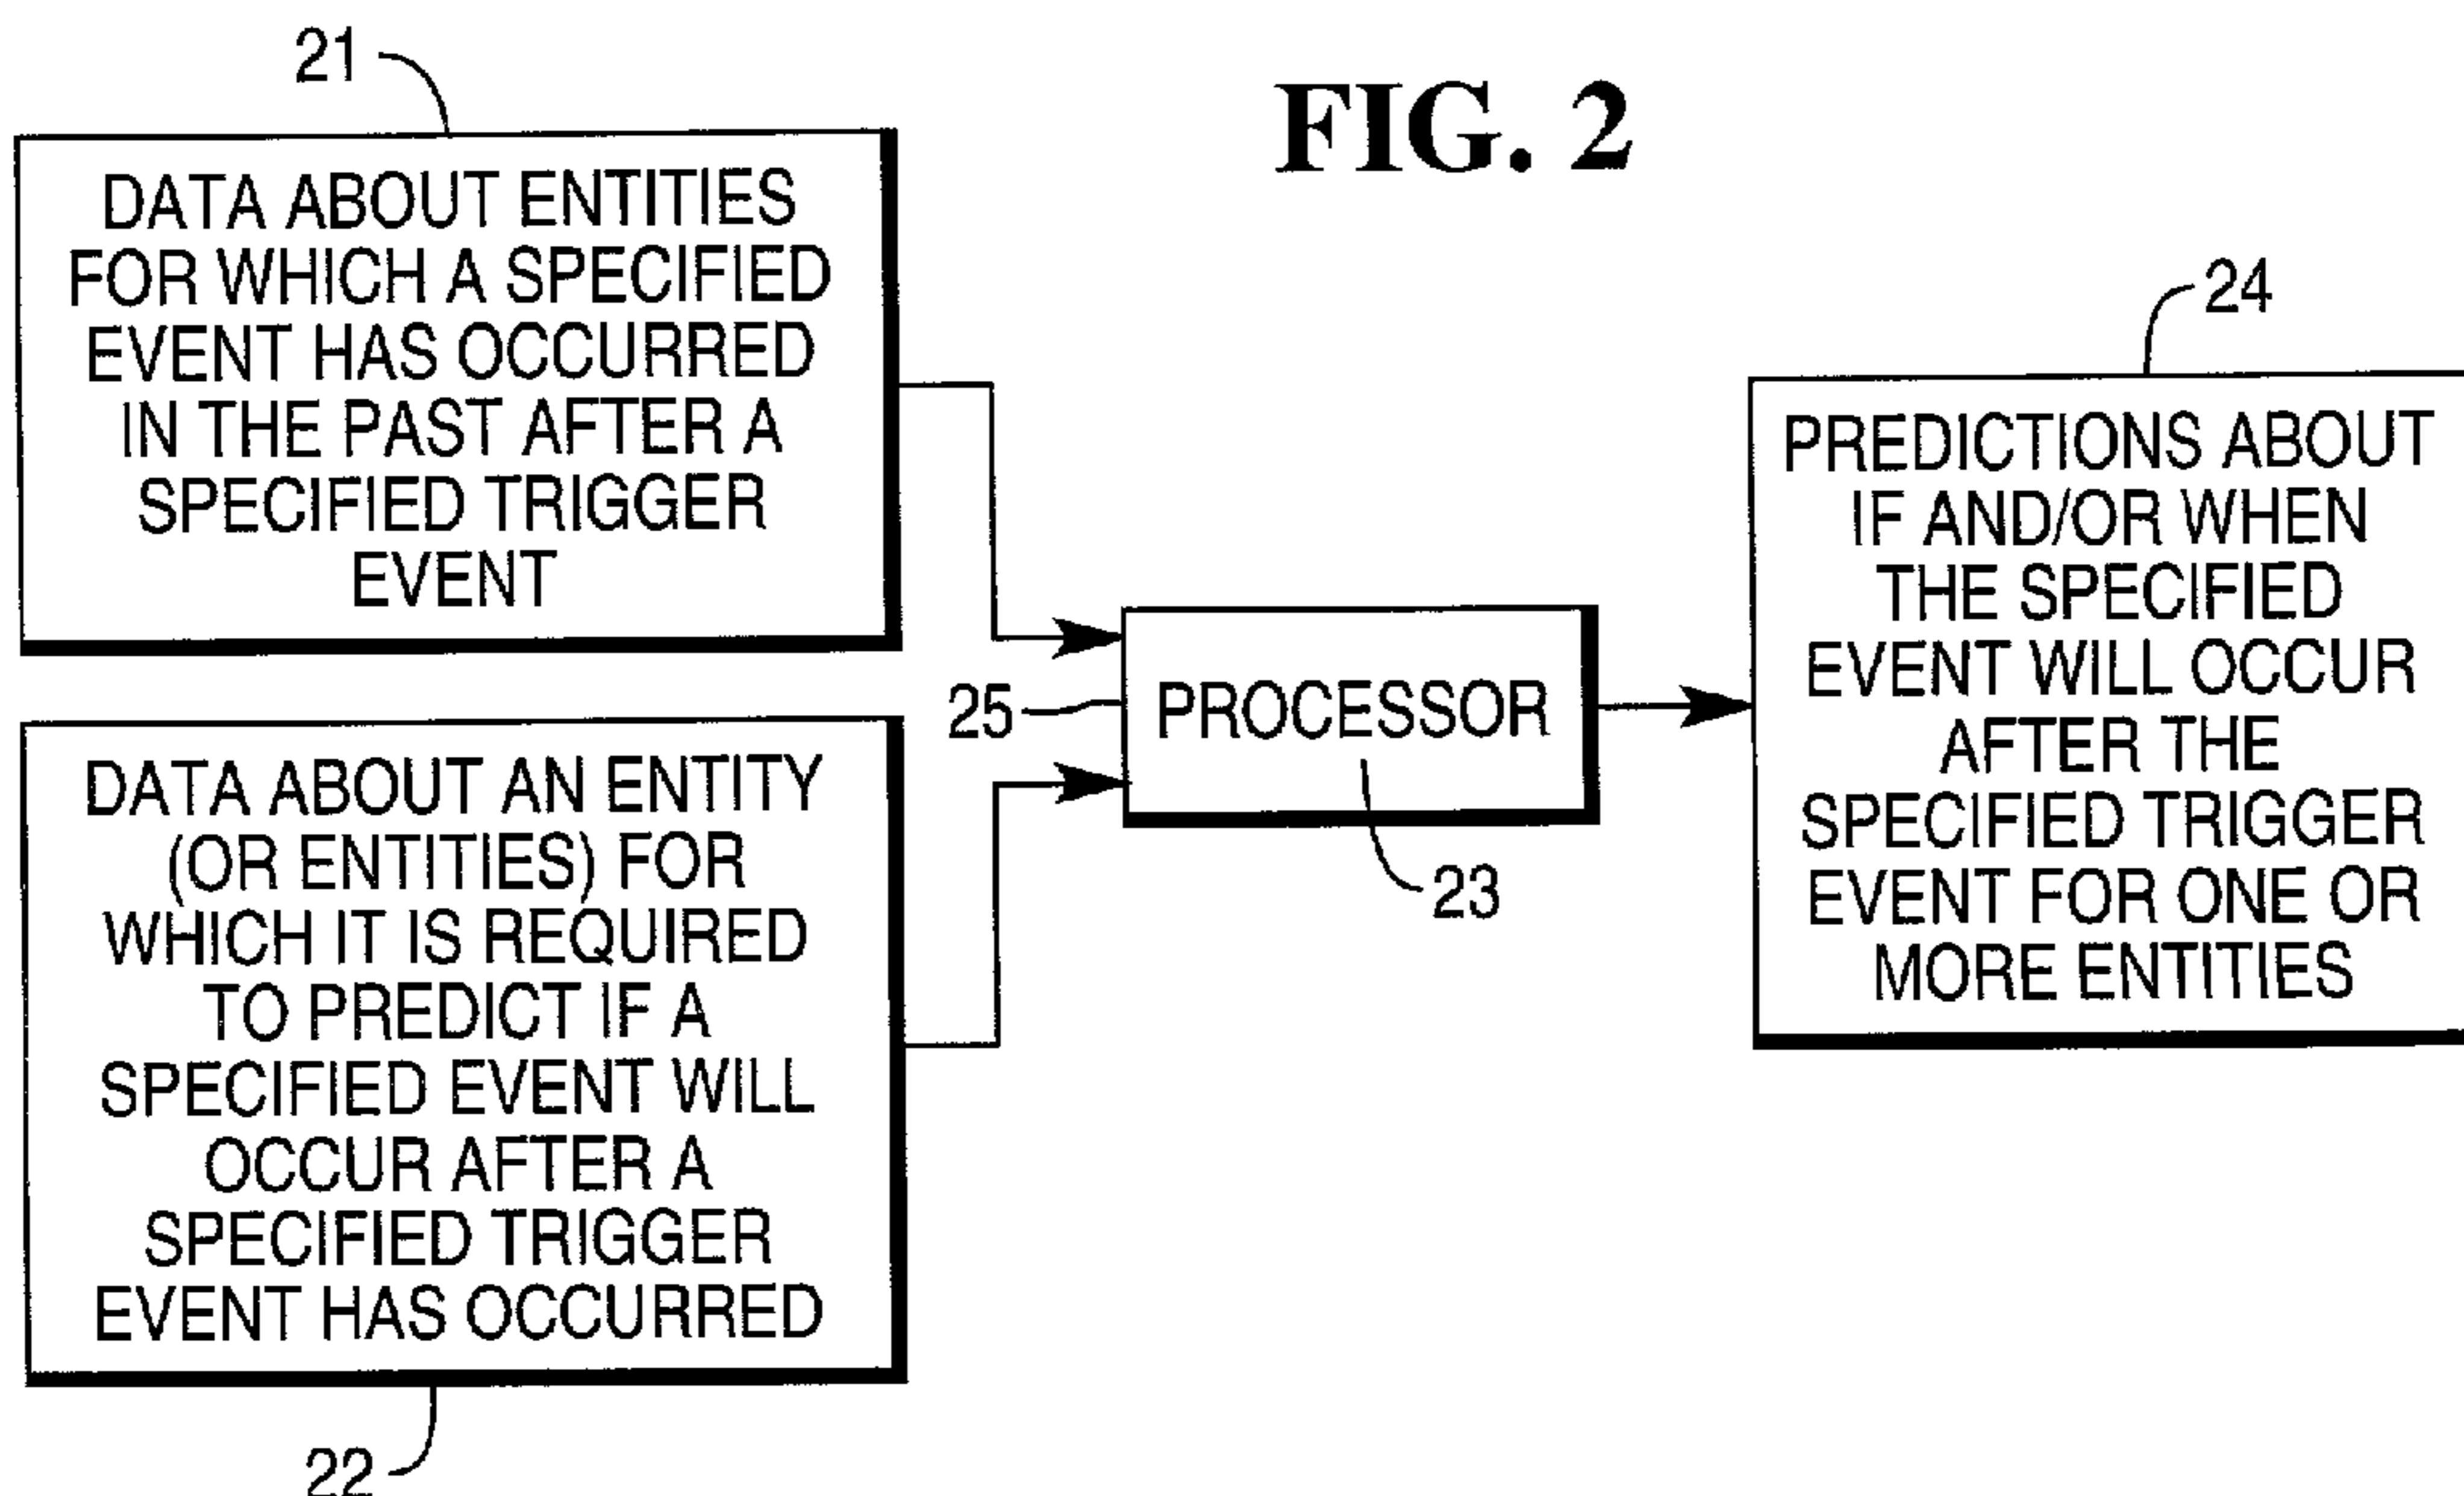 21
FIG. 2
DATA ABOUT ENTITIES
FOR WHICH A SPECIFIED
EVENT HAS OCCURRED
IN THE PAST AFTER A
SPECIFIED TRIGGER
EVENT
DATA ABOUT AN ENTITY
(OR ENTITIES) FOR
WHICH IT IS REQUIRED
TO PREDICT IF A
SPECIFIED EVENT WILL
OCCUR AFTER A
SPECIFIED TRIGGER
EVENT HAS OCCURRED
22
25
PROCESSOR
23
24
PREDICTIONS ABOUT
IF AND/OR WHEN
THE SPECIFIED
EVENT WILL OCCUR
AFTER THE
SPECIFIED TRIGGER
EVENT FOR ONE OR
MORE ENTITIES